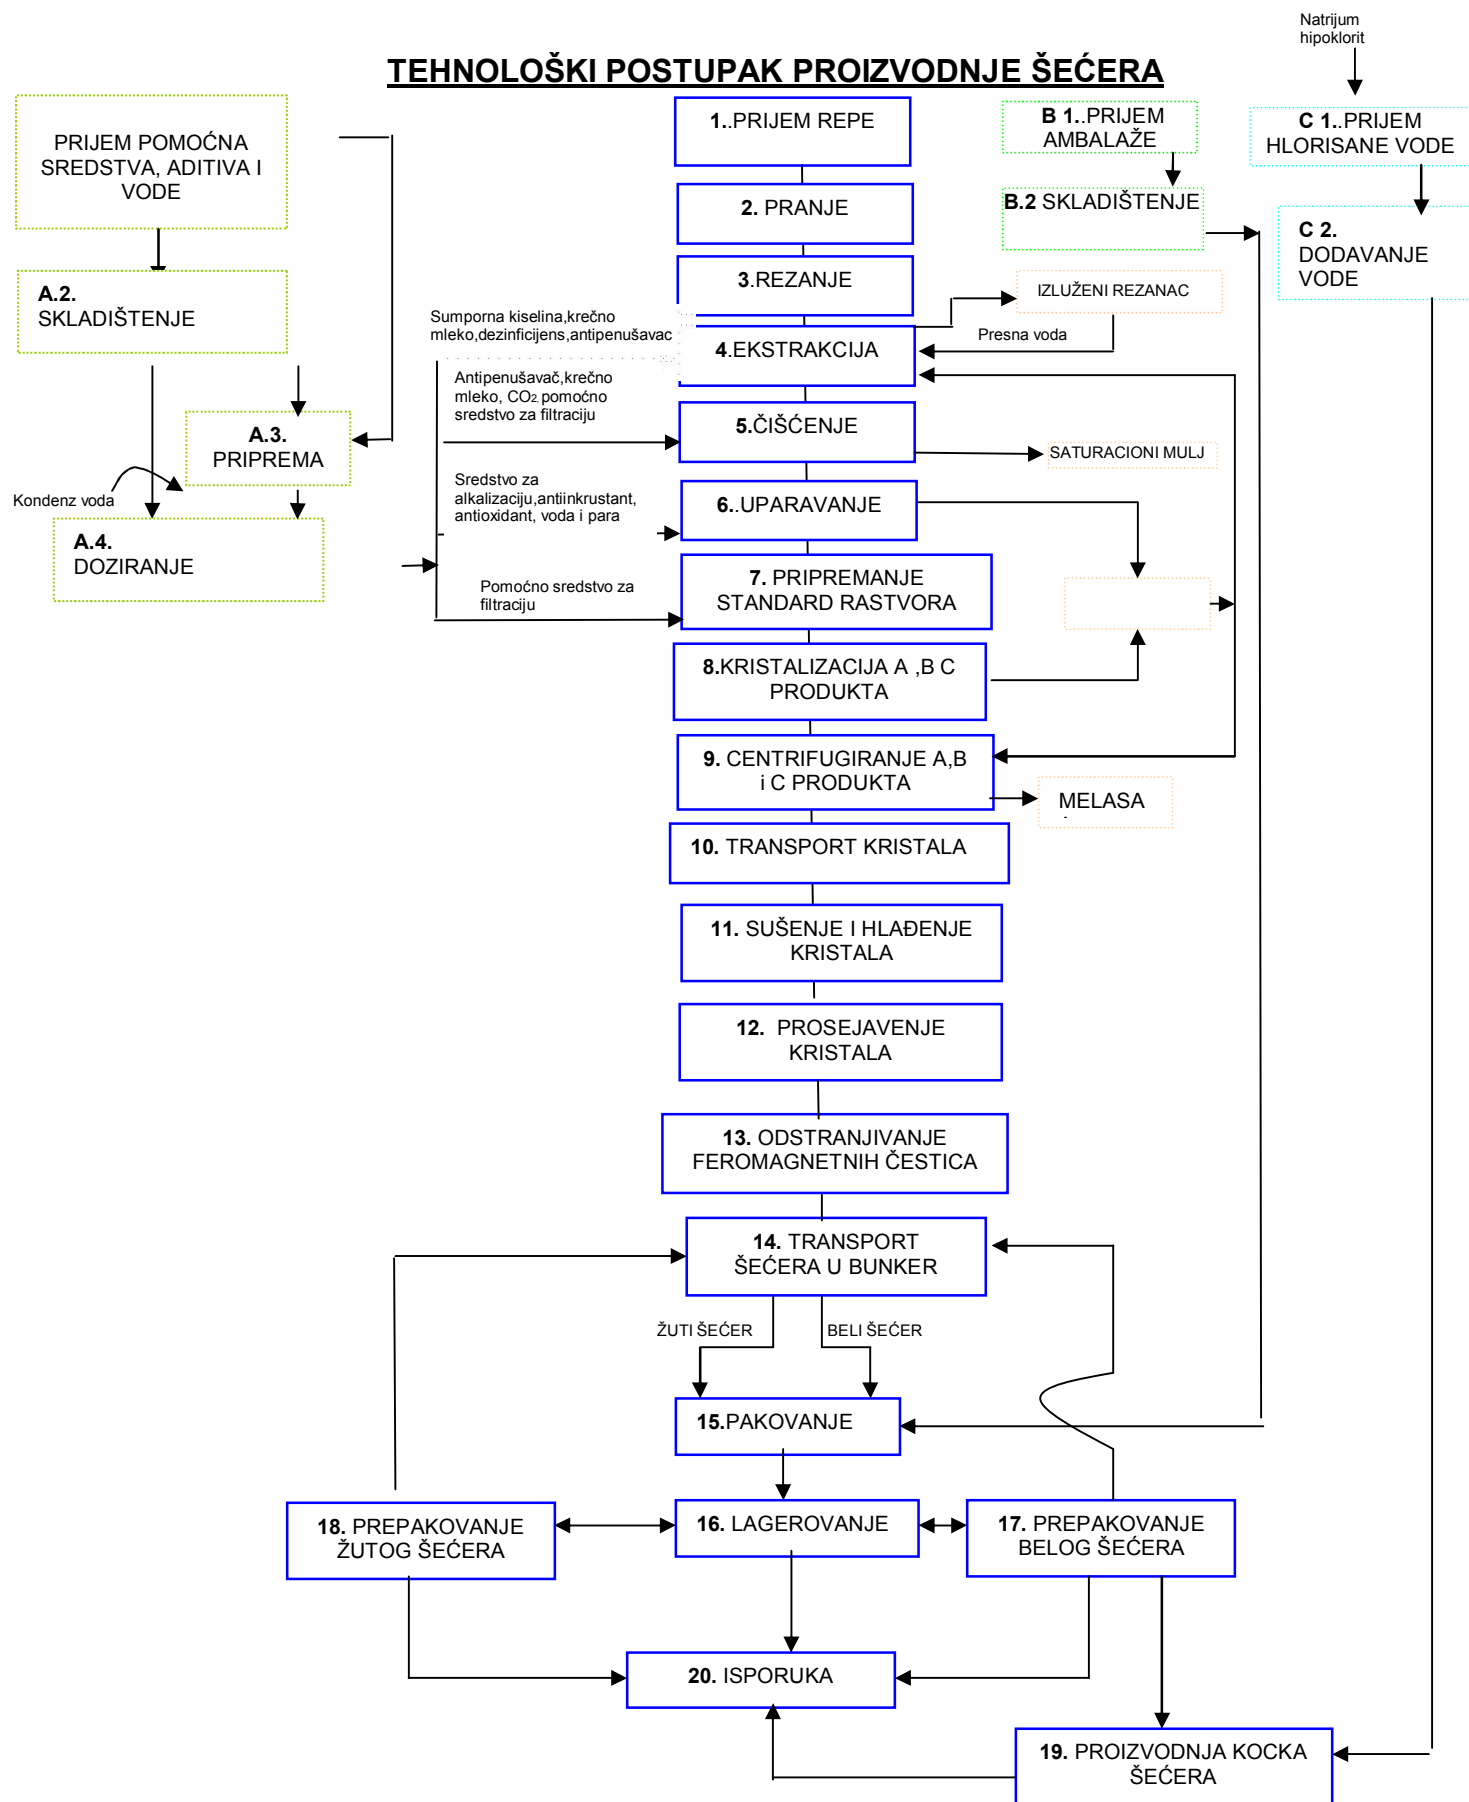 Natrijum
hipoklorit
TEHNOLOŠKI POSTUPAK PROIZVODNJE ŠEĆERA
PRIJEM POMOĆNA
SREDSTVA, ADITIVA I
VODE
1..PRIJEM REPE
B 1..PRIJEM
AMBALAŽE
C 1..PRIJEM
HLORISANE VODE
2. PRANJE
B.2 SKLADIŠTENJE
C 2.
DODAVANJE
VODE
A.2.
SKLADIŠTENJE
3.REZANJE
IZLUŽENI REZANAC
Sumporna kiselina,krečno
mleko,dezinficijens,antipenušavac
4.EKSTRAKCIJA
Presna voda
Antipenušavač,krečno
mleko, CO2, pomoćno
sredstvo za filtraciju
A.3.
PRIPREMA
5.ČIŠĆENJE
SATURACIONI MULJ
Kondenz voda
Sredstvo za
alkalizaciju,antiinkrustant,
antioxidant, voda i para
6..UPARAVANJE
A.4.
DOZIRANJE
7. PRIPREMANJE
STANDARD RASTVORA
Pomoćno sredstvo za
filtraciju
8.KRISTALIZACIJA A ,B C
PRODUKTA
9. CENTRIFUGIRANJE A,B
i C PRODUKTA
MELASA
10. TRANSPORT KRISTALA
11. SUŠENJE I HLAĐENJE
KRISTALA
12. PROSEJAVENJE
KRISTALA
13. ODSTRANJIVANJE
FEROMAGNETNIH ČESTICA
14. TRANSPORT
ŠEĆERA U BUNKER
ŽUTI ŠEĆER
BELI ŠEĆER
15.PAKOVANJE
18. PREPAKOVANJE
ŽUTOG ŠEĆERA
16. LAGEROVANJE
17. PREPAKOVANJE
BELOG ŠEĆERA
20. ISPORUKA
19. PROIZVODNJA KOCKA
ŠEĆERA